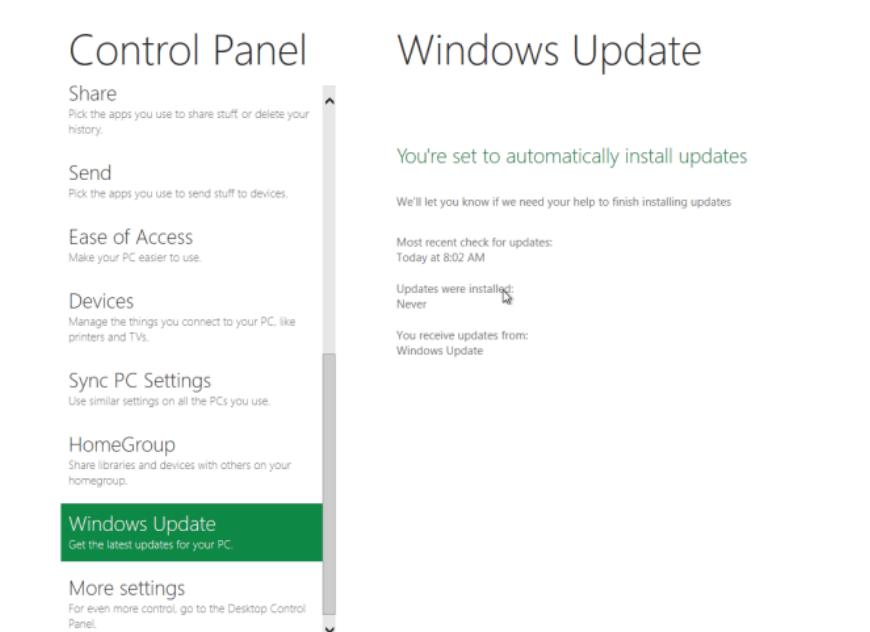 Control Panel
Share
Pick the apps you use to share stuff or delete your
history.
Send
Pick the apps you use to send stuff to devices.
Ease of Access
Make your PC easier to use.
Devices
Manage the things you connect to your PC, like
printers and TVs.
Sync PC Settings
Use similar settings on all the PCs you use.
HomeGroup
Share libraries and devices with others on your
homegroup.
Windows Update
Get the latest updates for your PC.
More settings
For even more control, go to the Desktop Control
Panel.
Windows Update
You're set to automatically install updates
We'll let you know if we need your help to finish installing updates
Most recent check for updates:
Today at 8:02 AM
Updates were installed:
Never
You receive updates from:
Windows Update